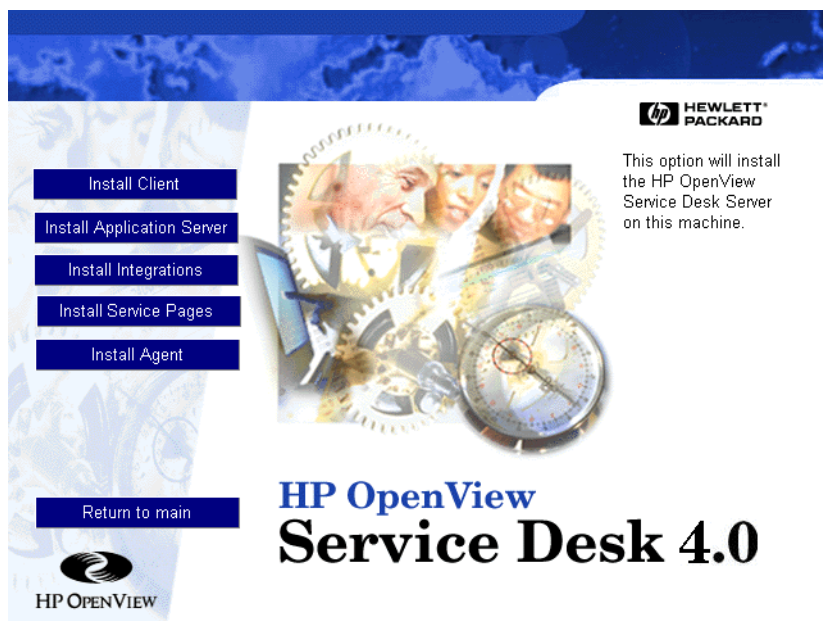 HEWLETT®
PACKARD
This option will install
the HP OpenView
Service Desk Server
on this machine.
Install Client
Install Application Server
Install Integrations
Install Service Pages
Install Agent
Return to main
HP OpenView
Service Desk 4.0
HP OPENVIEW